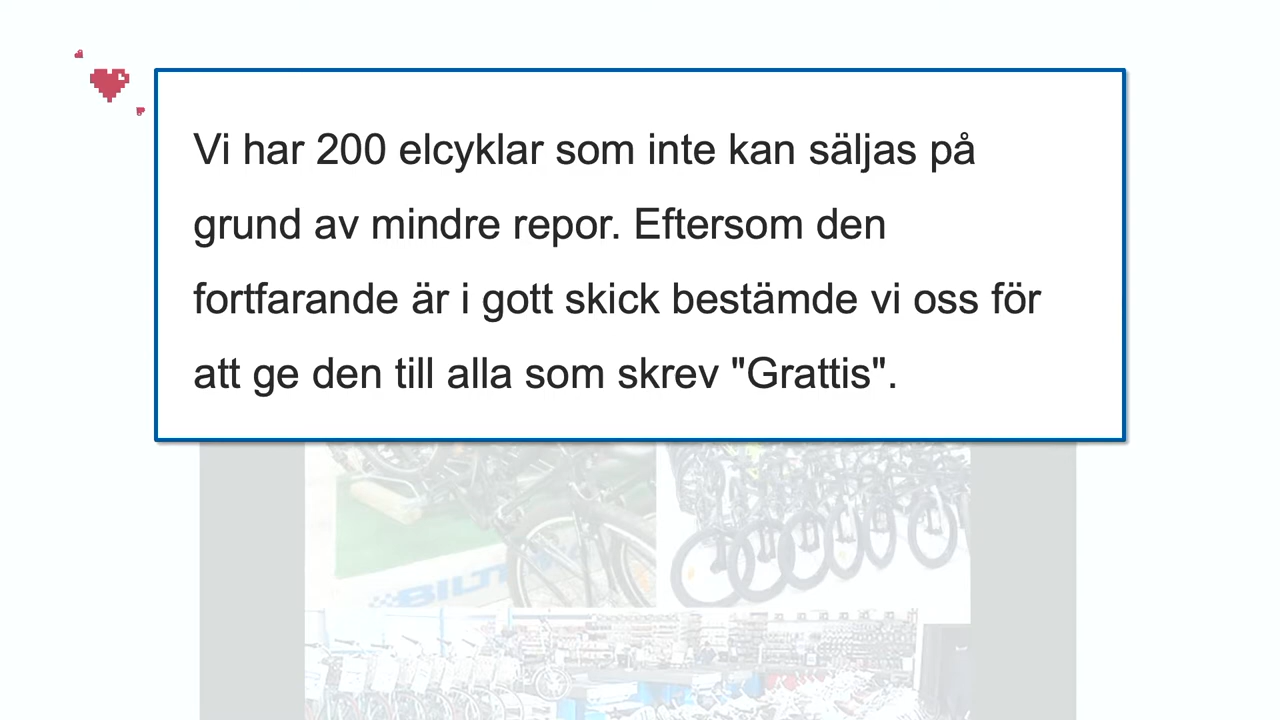 Vi har 200 elcyklar som inte kan säljas på
grund av mindre repor. Eftersom den
fortfarande är i gott skick bestämde vi oss för
att ge den till alla som skrev "Grattis".
BILT